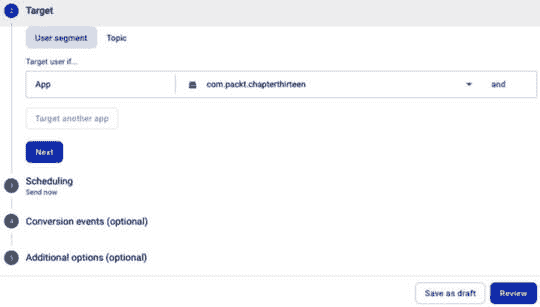 2 Target
User segment Topic
Target user if...
App com.packt.chapterthirteen and
Target another app
Next
3 Scheduling
Send now
4 Conversion events (optional)
5 Additional options (optional)
Save as draft Review